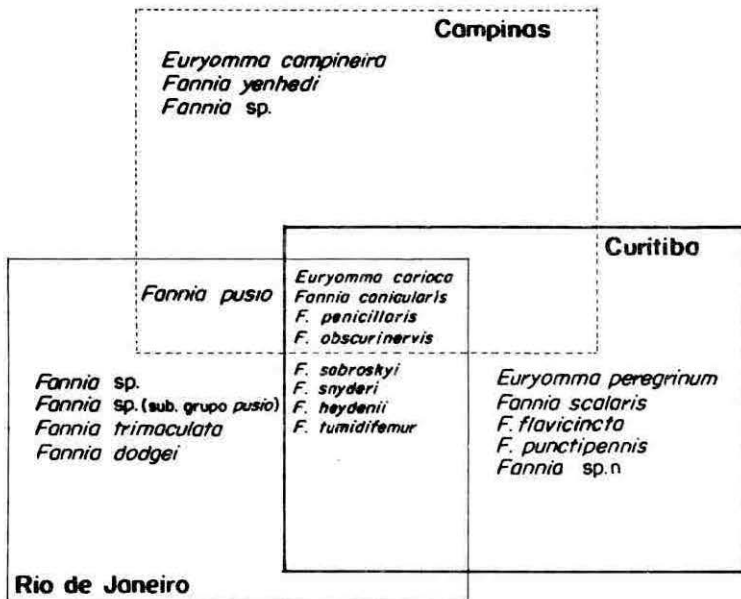 Campinas
Euryomma campineira
Fannia yenhedi
Fannia sp.
Curitiba
Fannia pusio
Euryomma carioca
Fannia canicularis
F. penicillaris
F. obscurinervis
F. sabroskyi
F. snyderi
F. heydenii
F. tumidifemur
Fannia sp.
Fannia sp. (sub. grupo pusio)
Fannia trimaculata
Fannia dodgei
Euryomma peregrinum
Fannia scalaris
F. flavicincta
F. punctipennis
Fannia sp.n
Rio de Janeiro